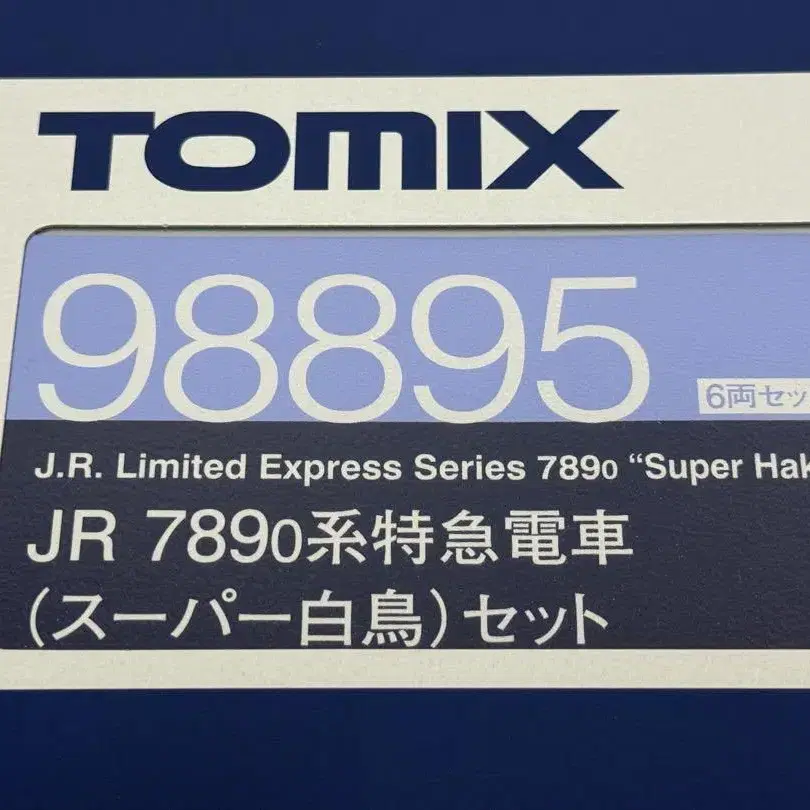 TOMIX
98895
6両セッ
J.R. Limited Express Series 7890 "Super Hak
JR 7890系特急電車
(スーパー白鳥)セット